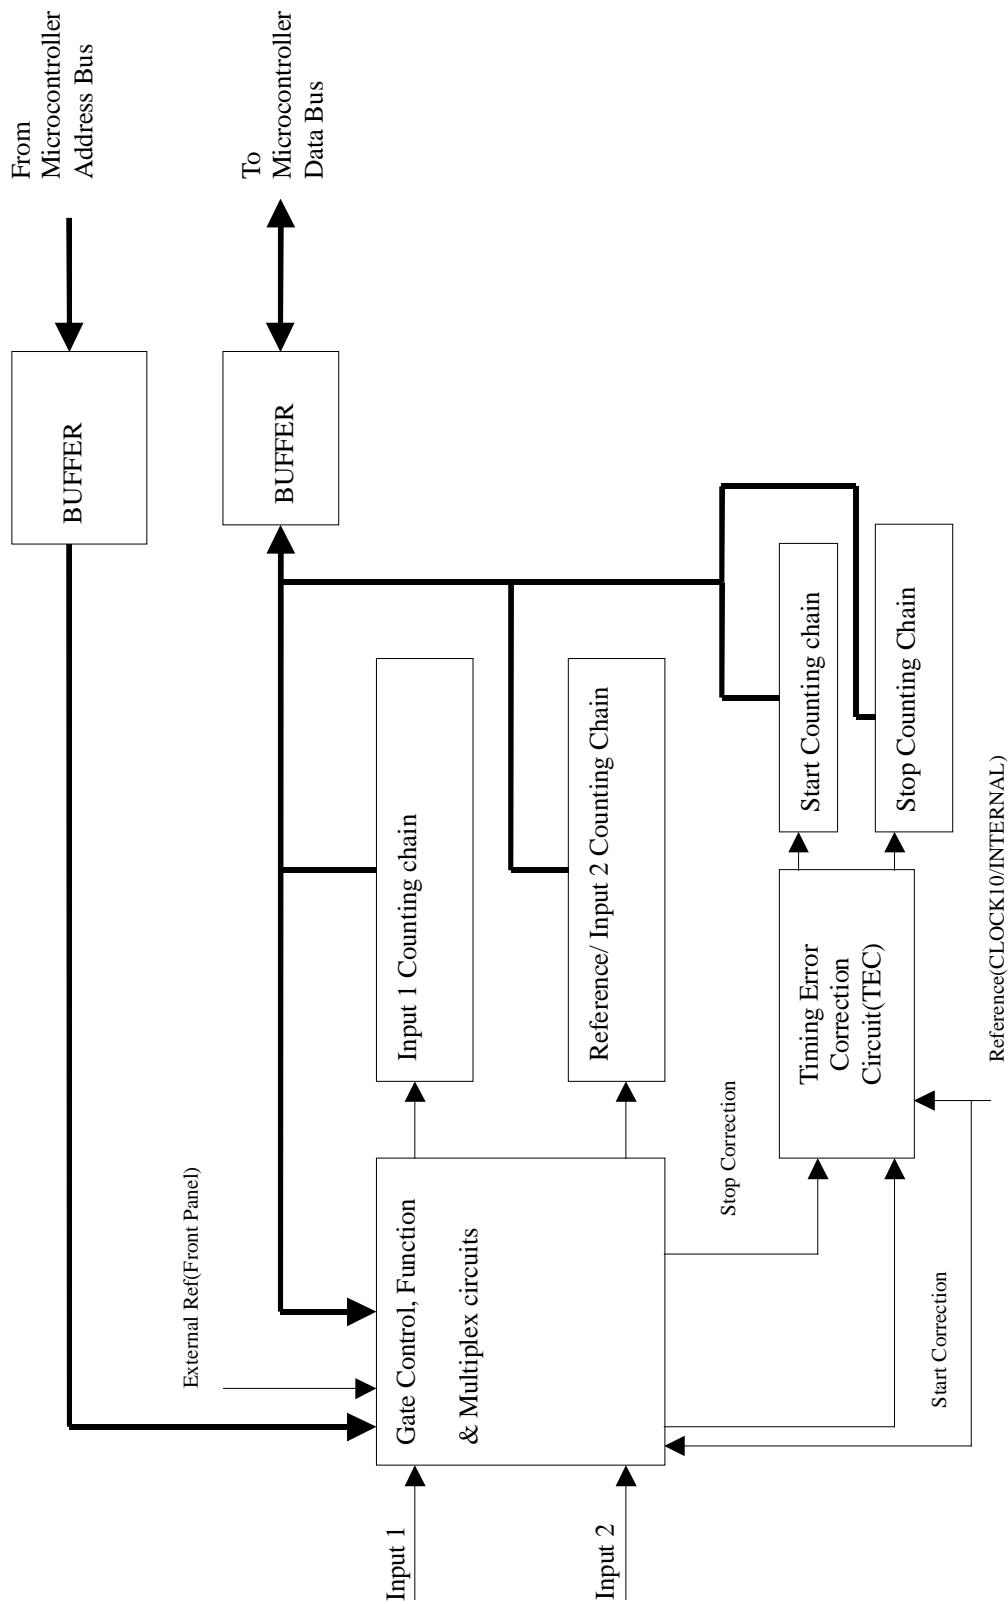 From
Microcontroller
Address Bus
To
Microcontroller
Data Bus
BUFFER
BUFFER
External Ref(Front Panel)
Input 1
Input 2
Gate Control, Function
& Multiplex circuits
Input 1 Counting chain
Reference/ Input 2 Counting Chain
Stop Correction
Start Correction
Timing Error
Correction
Circuit(TEC)
Start Counting chain
Stop Counting Chain
Reference(CLOCK10/INTERNAL)